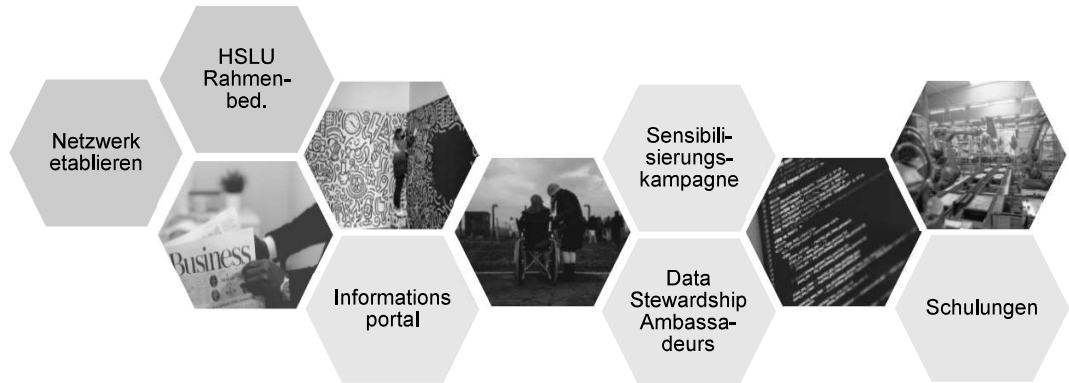 HSLU
Rahmen-
bed.
Netzwerk
etablieren
Business
Informations
portal
Sensibili-
sierungs-
kampagne
Data
Stewardship
Ambassa-
deurs
Schulungen